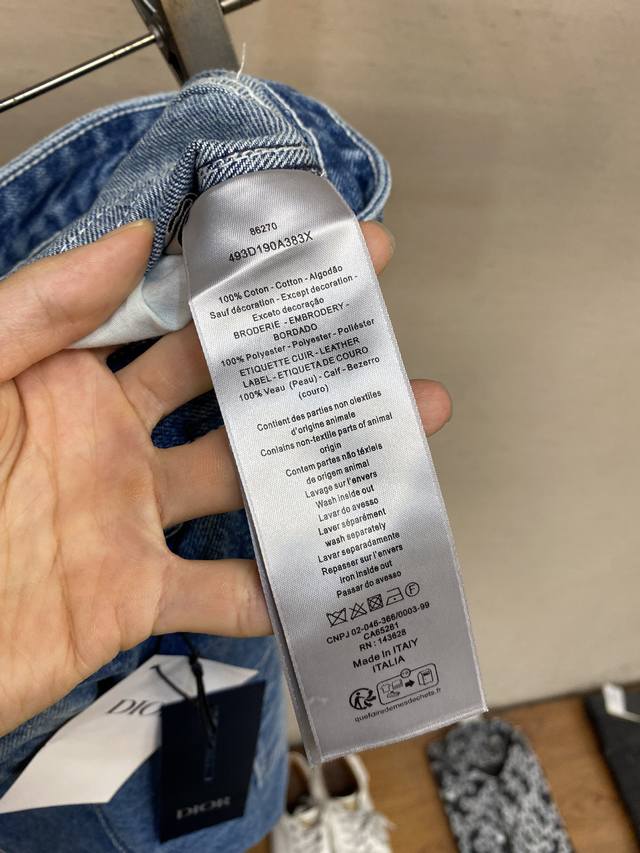 86270
493D190A383X
100% Coton - Cotton - Algodão
Sauf décoration - Except decoration -
Exceto decoração
BRODERIE - EMBRODERY -
BORDADO
100% Polyester - Polyester - Poliéster
ETIQUETTE CUIR - LEATHER
LABEL - ETIQUETA DE COURO
100% Veau (Peau) - Calf - Bezerro
(couro)
Contient des parties non olextiles
d'origine animale
Contains non-textile parts of animal
origin
Contem partes não téxleis
de origem animal
Lavage sur l'envers
Wash inside out
Lavar do avesso
Laver séparément
wash separately
Lavar separadamente
Repasser sur l'envers
Iron Inside out
Passar do avesso
F
CNPJ 02-046-366/0003-99
CA65281
RN : 143628
Made In ITAIY
ITALIA
quefairedemesdechets.fr
DIO
DIOR